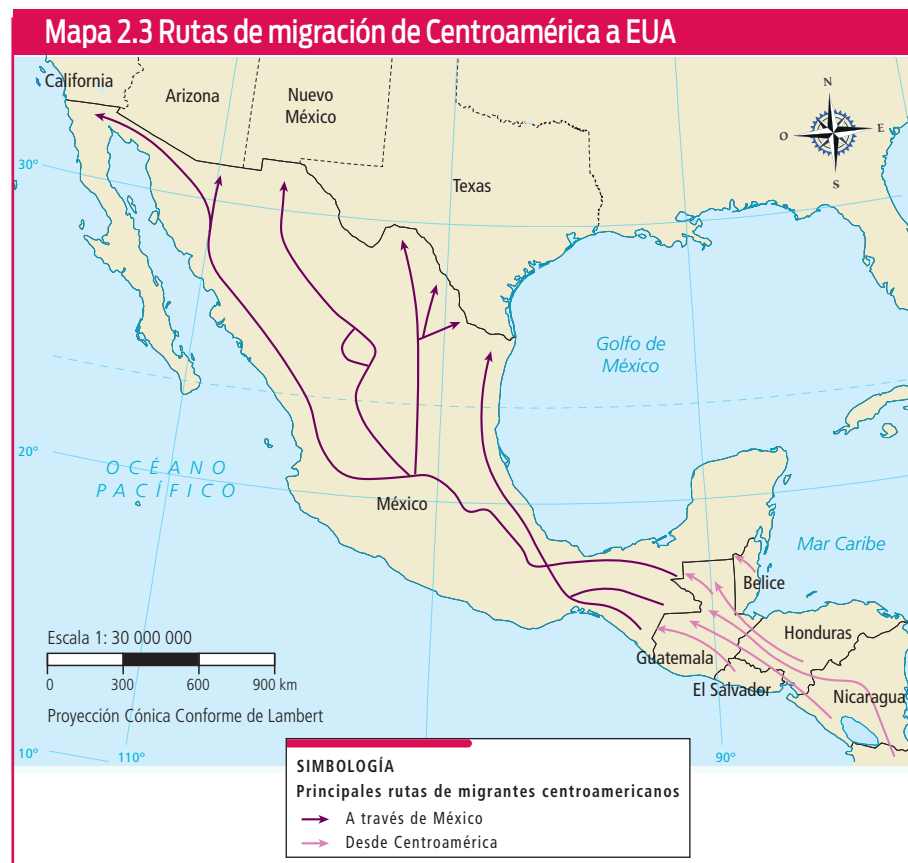 Mapa 2.3 Rutas de migración de Centroamérica a EUA
California
Arizona
Nuevo
México
N
O
E
S
30°
Texas
Golfo de
México
20°
OCÉANO
PACÍFICO
México
Mar Caribe
Belice
Escala 1: 30 000 000
0 300 600 900 km
Proyección Cónica Conforme de Lambert
Honduras
Guatemala
El Salvador
Nicaragua
10°
110°
90°
SIMBOLOGÍA
Principales rutas de migrantes centroamericanos
A través de México
Desde Centroamérica